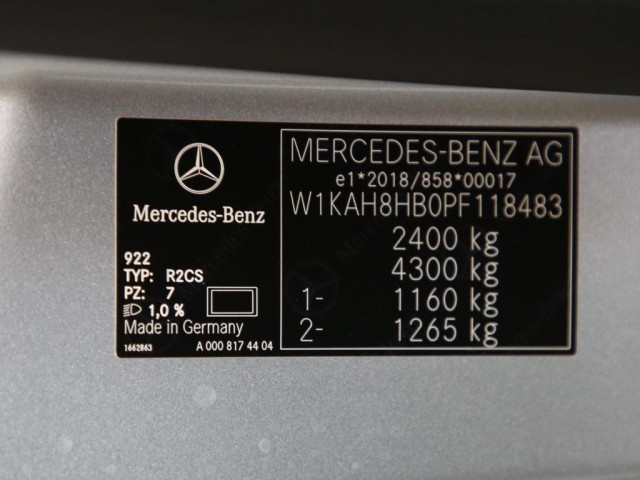 Mercedes-Benz
922
TYP: R2CS
PZ: 7
1,0 %
Made in Germany
1662863
A 000 817 44 04
MERCEDES-BENZ AG
e1*2018/858*00017
W1KAH8HB0PF118483
2400 kg
4300 kg
1- 1160 kg
2- 1265 kg